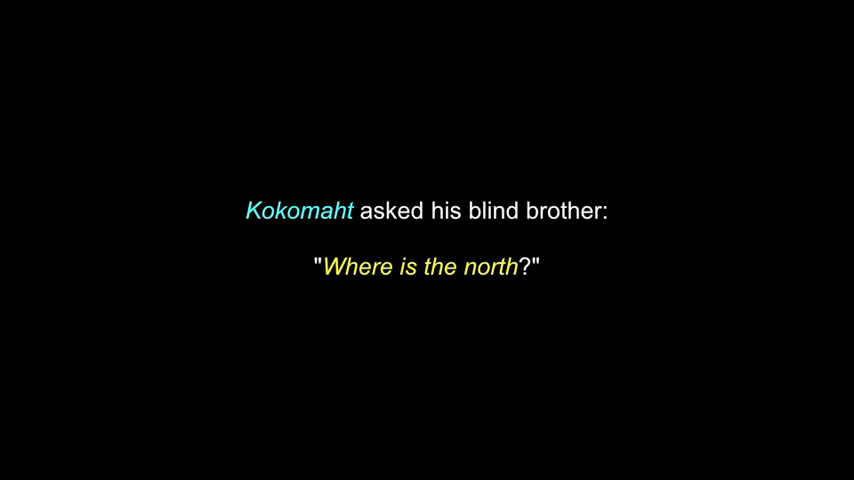 Kokomaht asked his blind brother:
"Where is the north?"